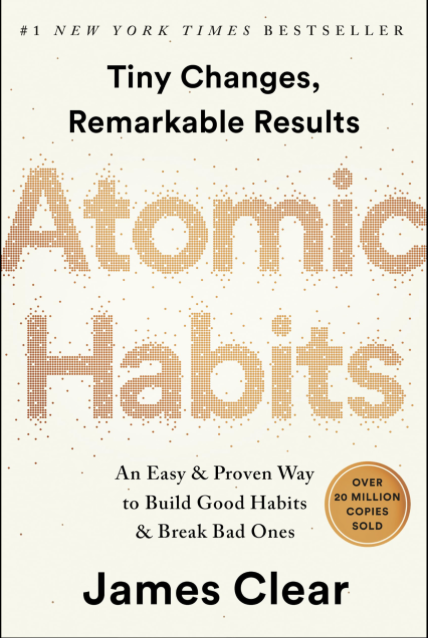 #1 NEW YORK TIMES BESTSELLER
Tiny Changes,
Remarkable Results
Atomic
Habits
An Easy & Proven Way
to Build Good Habits
& Break Bad Ones
OVER
20 MILLION
COPIES
SOLD
James Clear